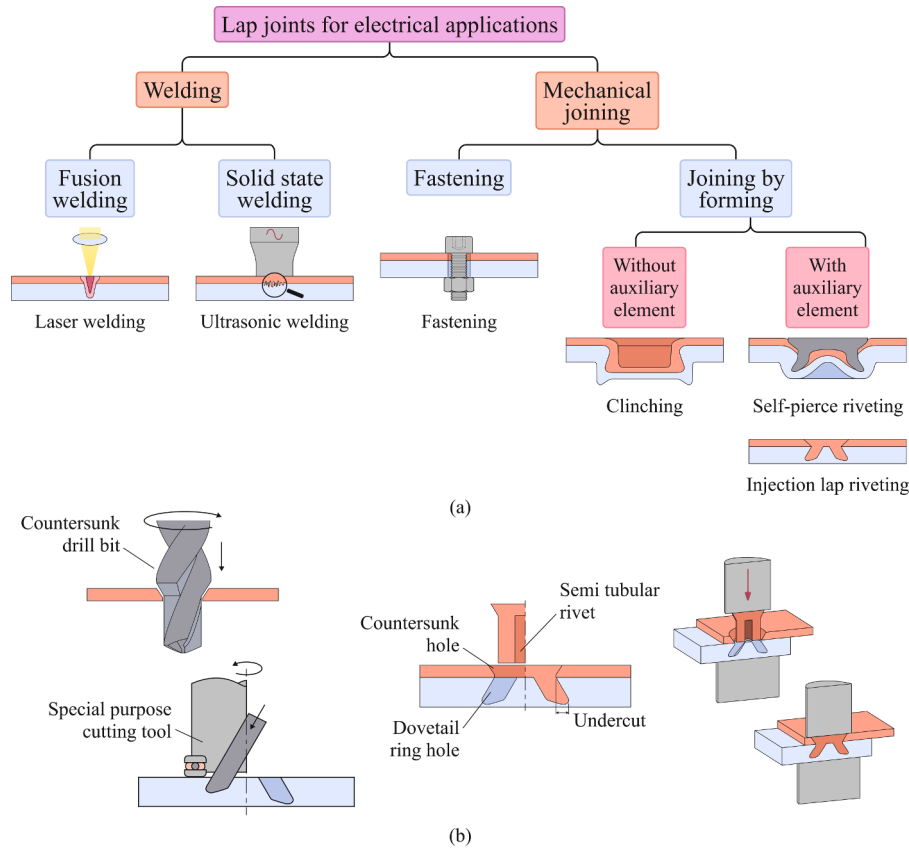 Lap joints for electrical applications
Welding
Mechanical
joining
Fusion
welding
Solid state
welding
Fastening
Joining by
forming
Without
auxiliary
element
With
auxiliary
element
Laser welding
Ultrasonic welding
Fastening
Clinching
Self-pierce riveting
Injection lap riveting
(a)
Countersunk
drill bit
Special purpose
cutting tool
Countersunk
hole
Semi tubular
rivet
Dovetail
ring hole
Undercut
(b)